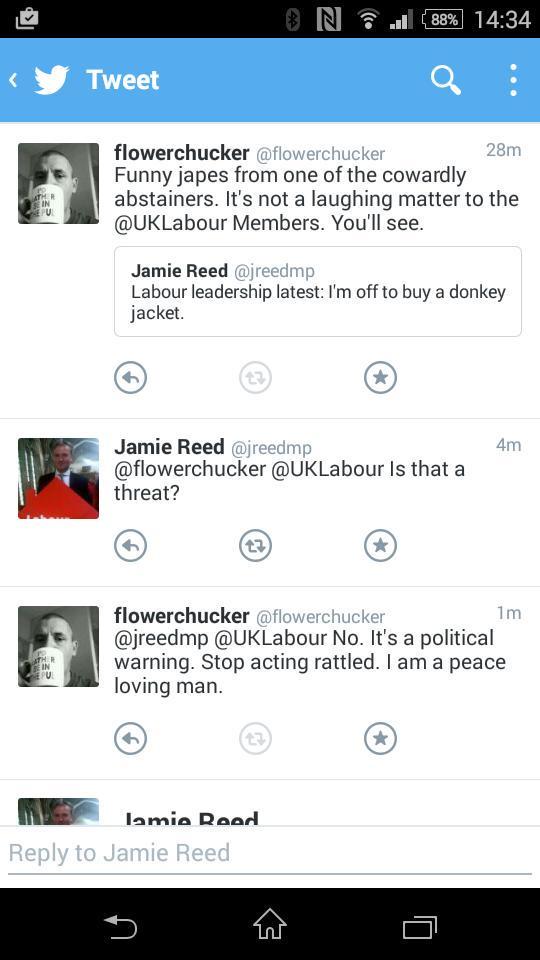 88% 14:34
Tweet
flowerchucker @flowerchucker 28m
Funny japes from one of the cowardly
abstainers. It's not a laughing matter to the
@UKLabour Members. You'll see.
Jamie Reed @jreedmp
Labour leadership latest: I'm off to buy a donkey
jacket.
Jamie Reed @jreedmp 4m
@flowerchucker @UKLabour Is that a
threat?
flowerchucker @flowerchucker 1m
@jreedmp @UKLabour No. It's a political
warning. Stop acting rattled. I am a peace
loving man.
Jamie Reed
Reply to Jamie Reed